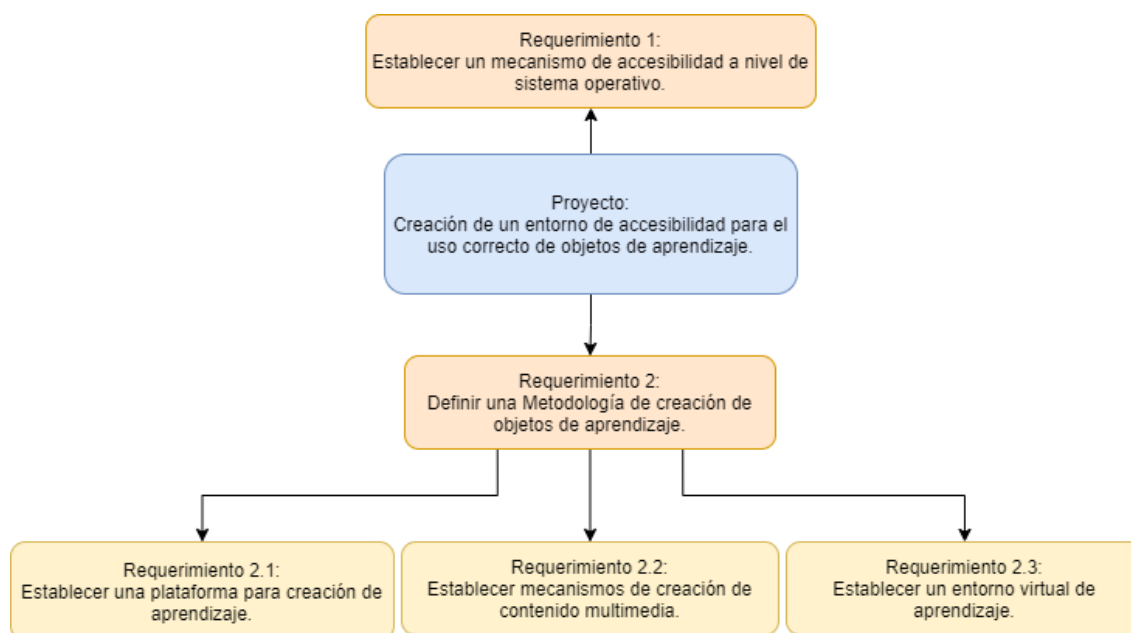 Requerimiento 1:
Establecer un mecanismo de accesibilidad a nivel de
sistema operativo.
Proyecto:
Creación de un entorno de accesibilidad para el
uso correcto de objetos de aprendizaje.
Requerimiento 2:
Definir una Metodología de creación de
objetos de aprendizaje.
Requerimiento 2.1:
Establecer una plataforma para creación de
aprendizaje.
Requerimiento 2.2:
Establecer mecanismos de creación de
contenido multimedia.
Requerimiento 2.3:
Establecer un entorno virtual de
aprendizaje.